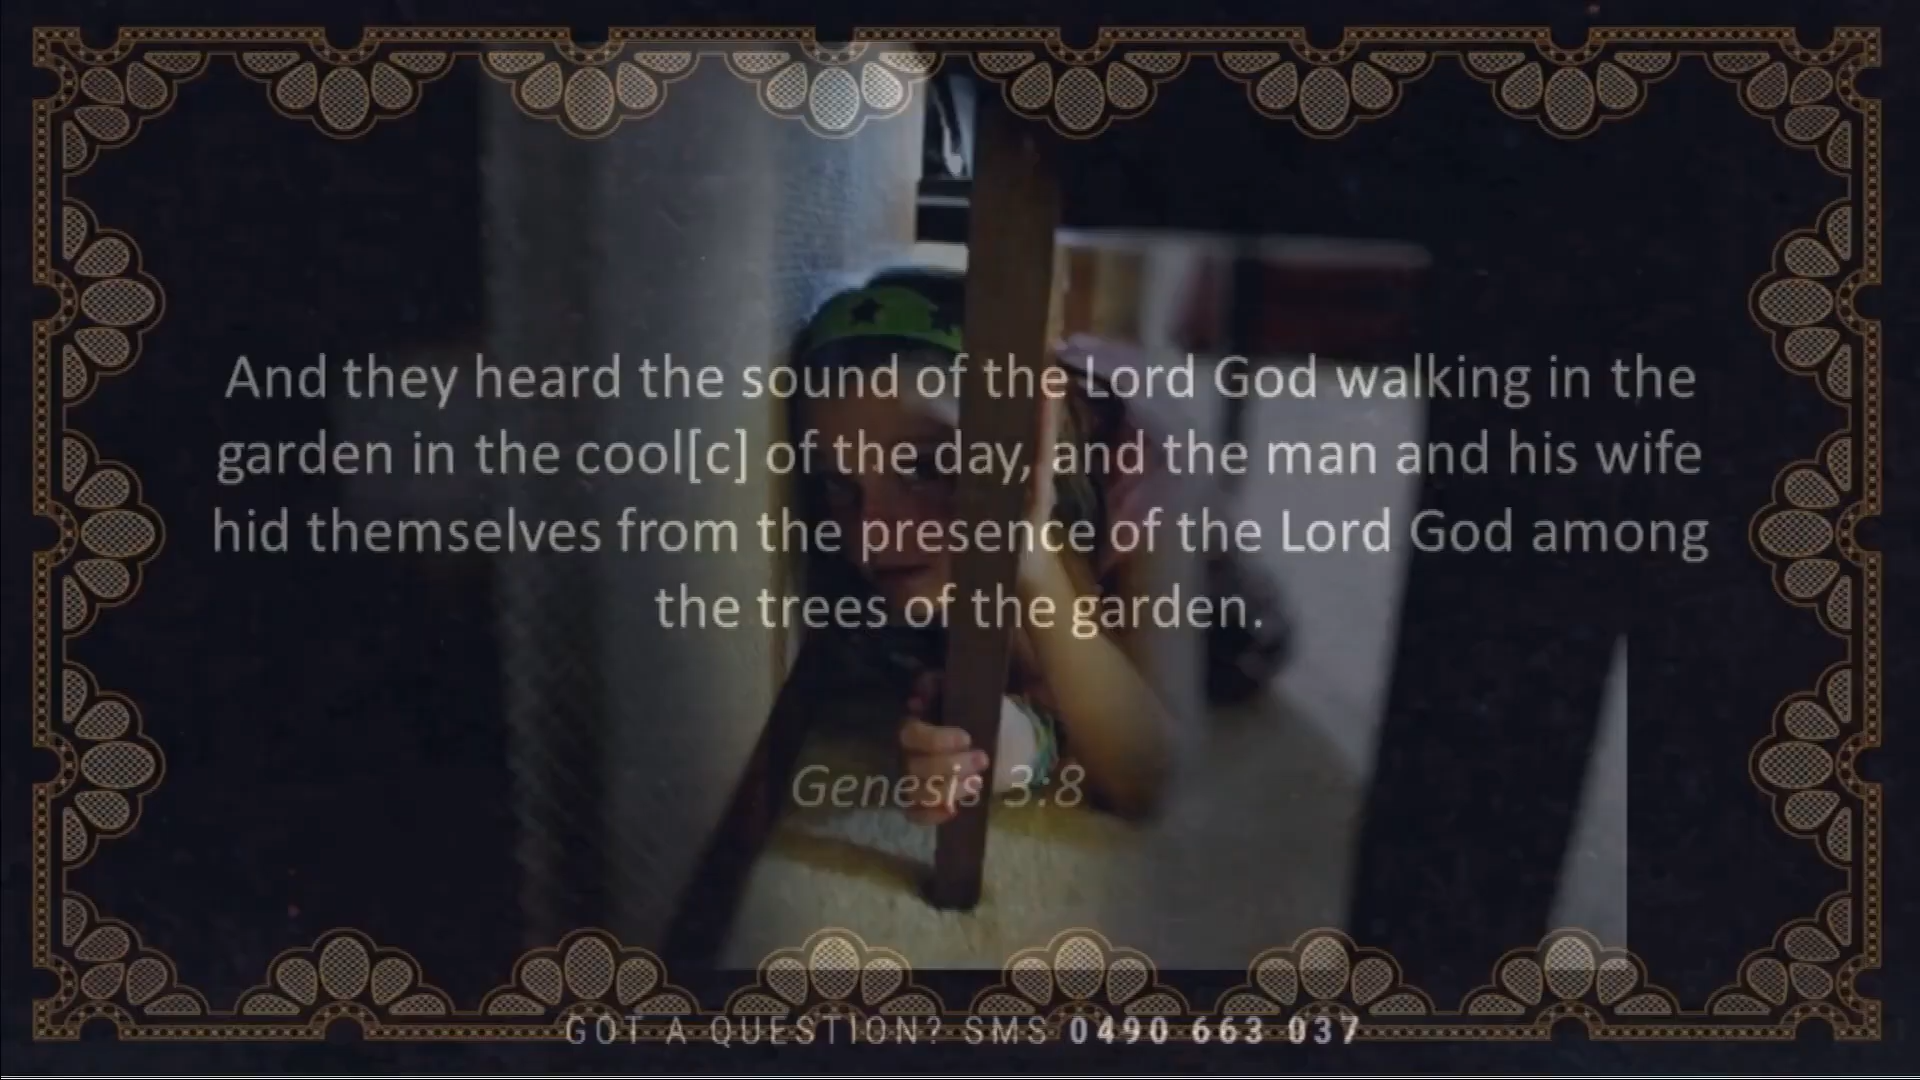 And they heard the sound of the Lord God walking in the
garden in the cool[c] of the day, and the man and his wife
hid themselves from the presence of the Lord God among
the trees of the garden.
Genesis 3:8
GOT A QUESTION? SMS 0490 663 037